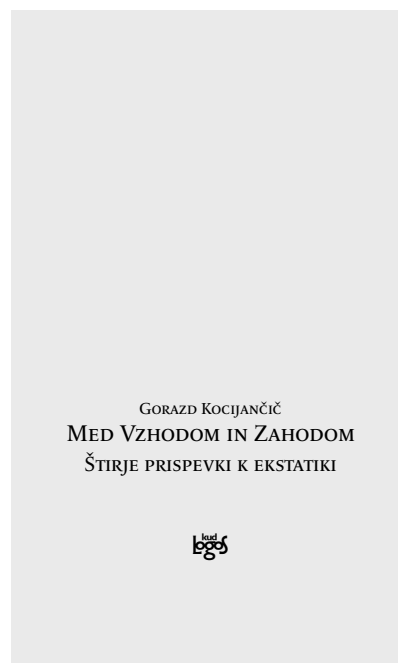 Gorazd Kocijančič
Med Vzhodom in Zahodom
Štirje prispevki k ekstatiki
kud
logos